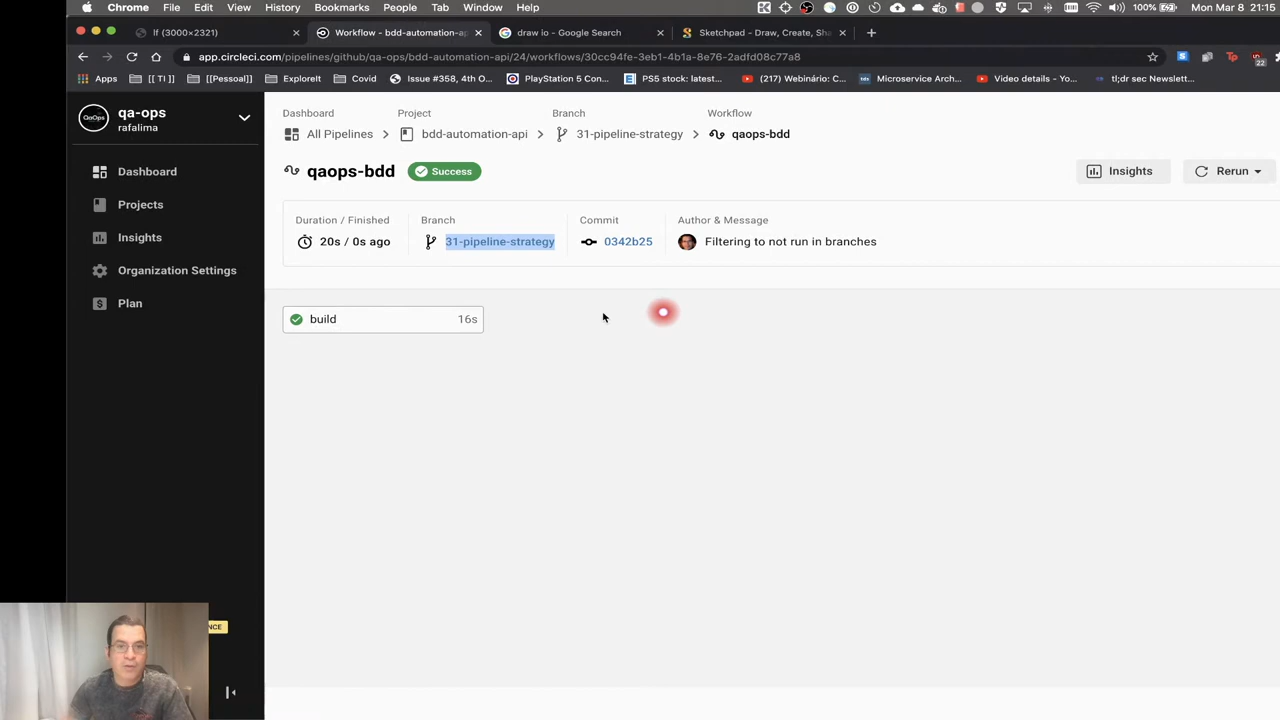 Chrome File Edit View History Bookmarks People Tab Window Help 100% Mon Mar 8 21:15
lf (3000×2321) Workflow - bdd-automation-ap draw io - Google Search Sketchpad - Draw, Create, Sha
app.circleci.com/pipelines/github/qa-ops/bdd-automation-api/24/workflows/30cc94fe-3eb1-4b1a-8e76-2adfd08c77a8
Apps [[ TI ]] [[Pessoal]] ExploreIt Covid Issue #358, 4th O... PlayStation 5 Con... PS5 stock: latest... (217) Webinário: C... Microservice Arch... Video details - Yo... tl;dr sec Newslett...
22
QaOps
qa-ops
rafalima
Dashboard
Projects
Insights
Organization Settings
Plan
NCE
Dashboard Project Branch Workflow
All Pipelines bdd-automation-api 31-pipeline-strategy qaops-bdd
qaops-bdd Success Insights Rerun
Duration / Finished Branch Commit Author & Message
20s / 0s ago 31-pipeline-strategy 0342b25 Filtering to not run in branches
build 16s